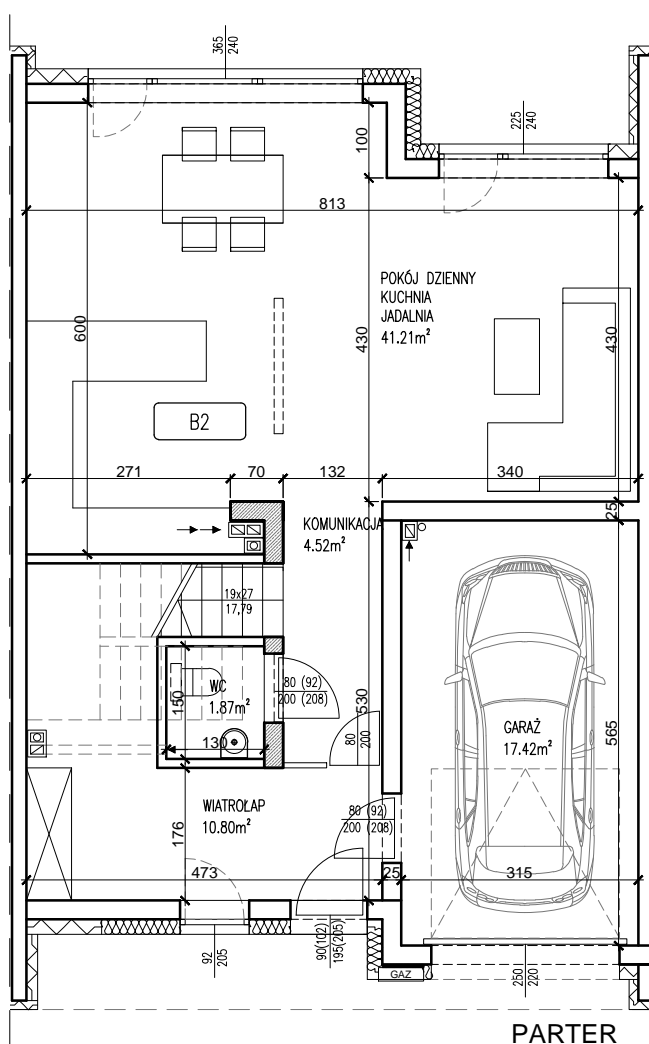 365
240
225
240
100
813
POKÓJ DZIENNY
KUCHNIA
JADALNIA
41.21m²
600
430
430
B2
271
70
132
340
25
KOMUNIKACJA
4.52m²
19x27
17,79
WC
1.87m²
150
130
80 (92)
200 (208)
530
80
200
GARAŻ
17.42m²
565
WIATROŁAP
10.80m²
176
80 (92)
200 (208)
473
25
315
92
205
90(102)
195(205)
GAZ
250
220
PARTER